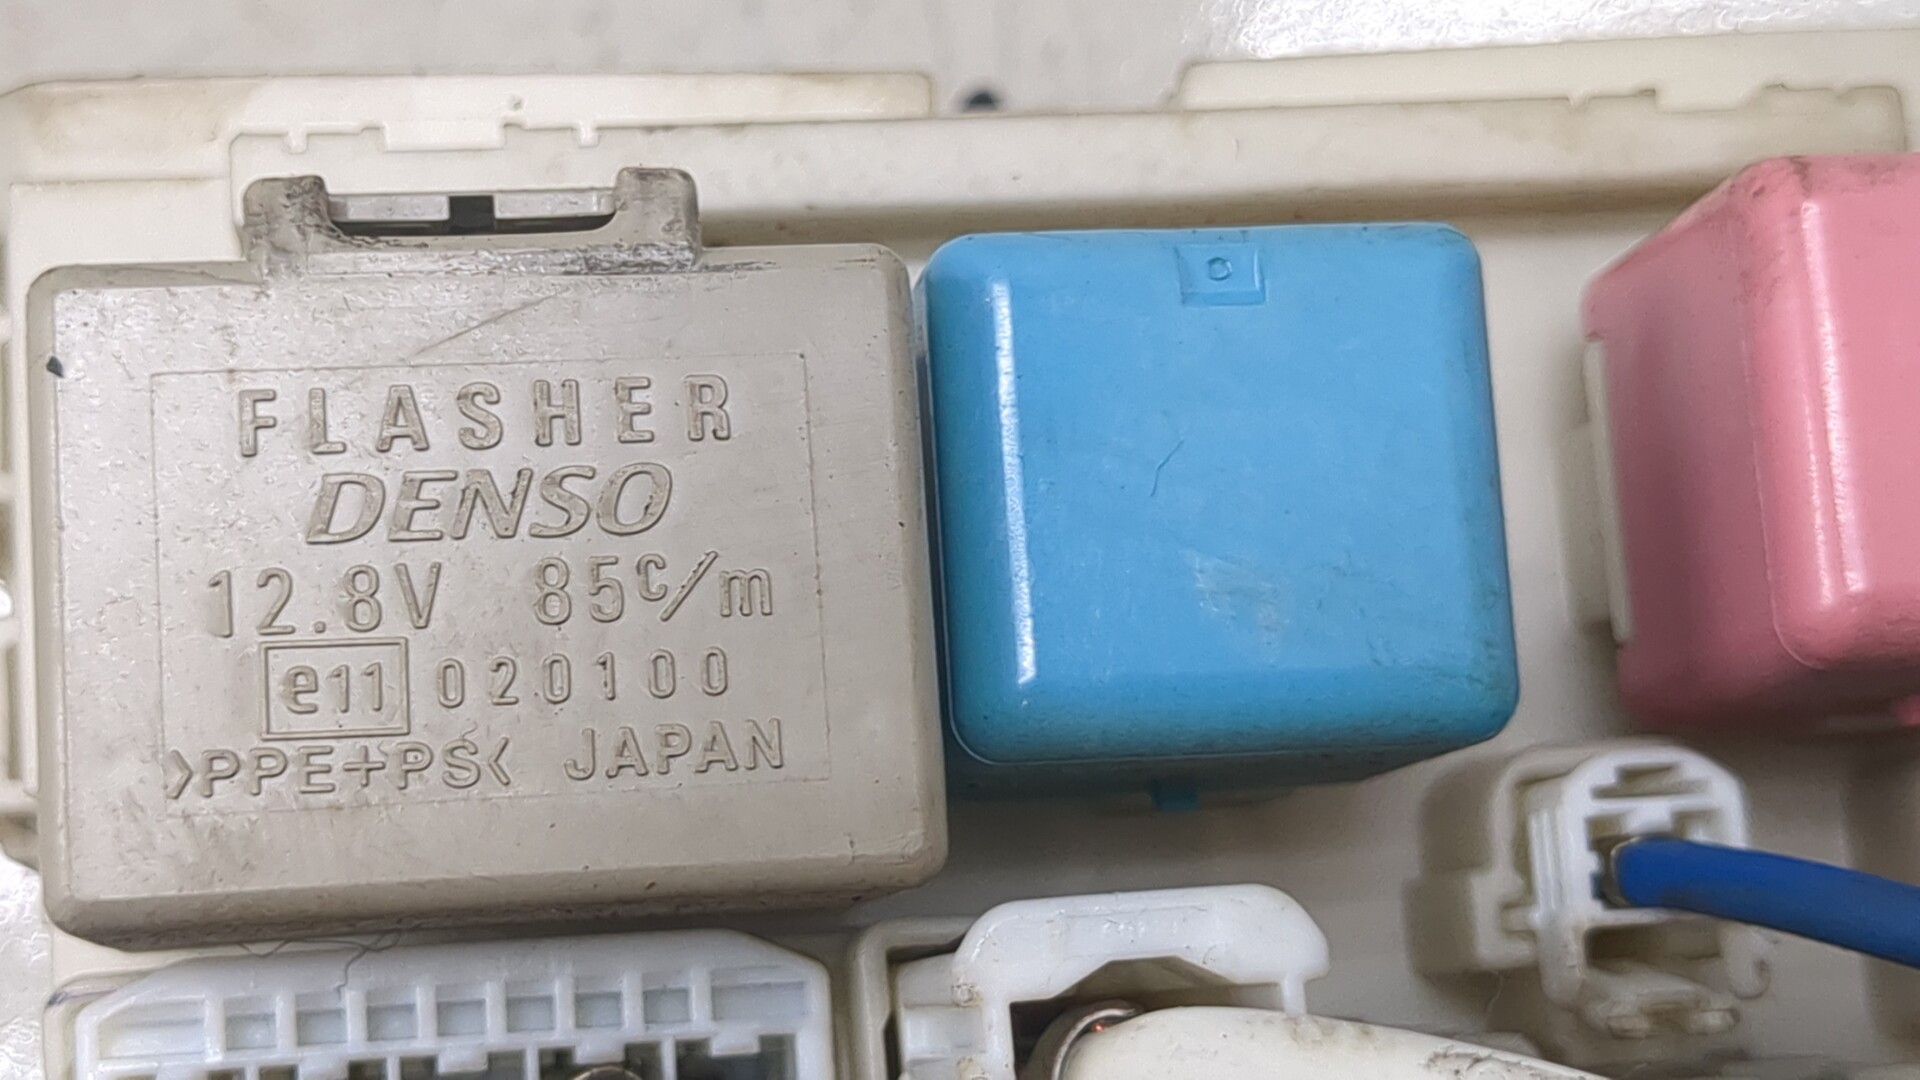 FLASHER
DENSO
12.8V 85c/m
e11 020100
>PPE+PS< JAPAN